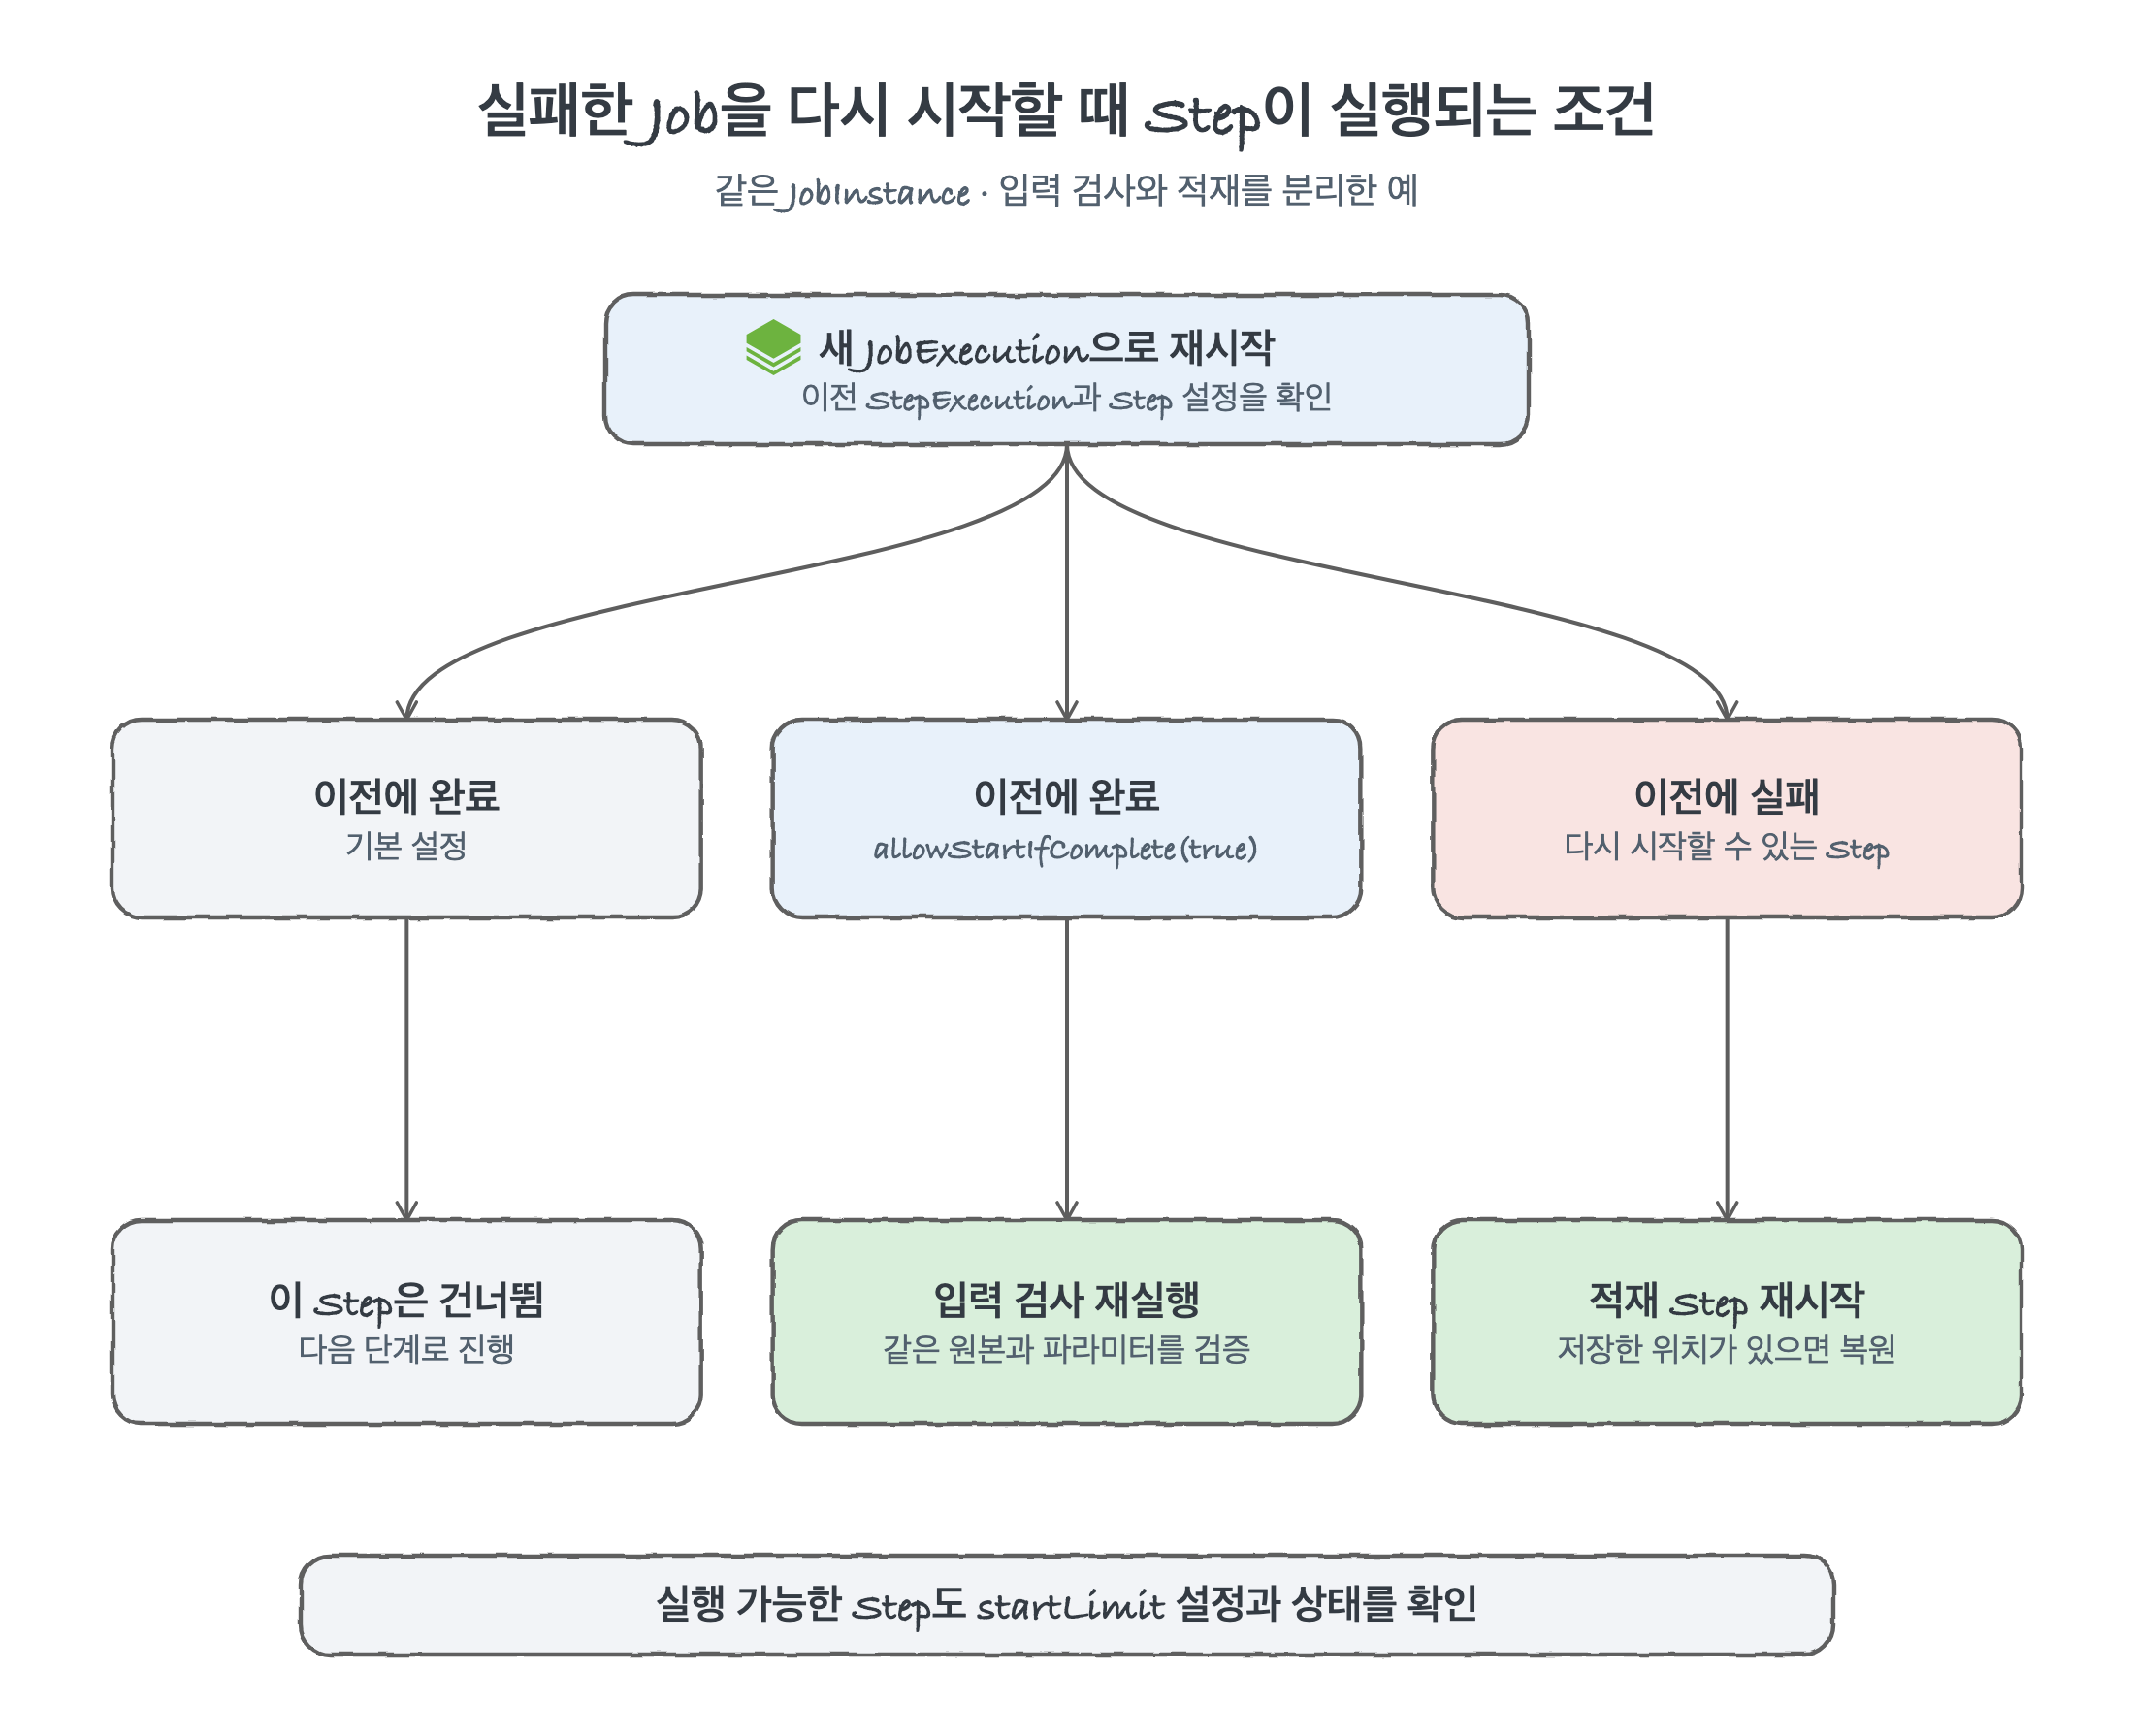 실패한 Job을 다시 시작할 때 Step이 실행되는 조건
같은 JobInstance · 입력 검사와 적재를 분리한 예
새 JobExecution으로 재시작
이전 StepExecution과 Step 설정을 확인
이전에 완료
기본 설정
이전에 완료
allowStartIfComplete(true)
이전에 실패
다시 시작할 수 있는 Step
이 Step은 건너뜀
다음 단계로 진행
입력 검사 재실행
같은 원본과 파라미터를 검증
적재 Step 재시작
저장한 위치가 있으면 복원
실행 가능한 Step도 startLimit 설정과 상태를 확인